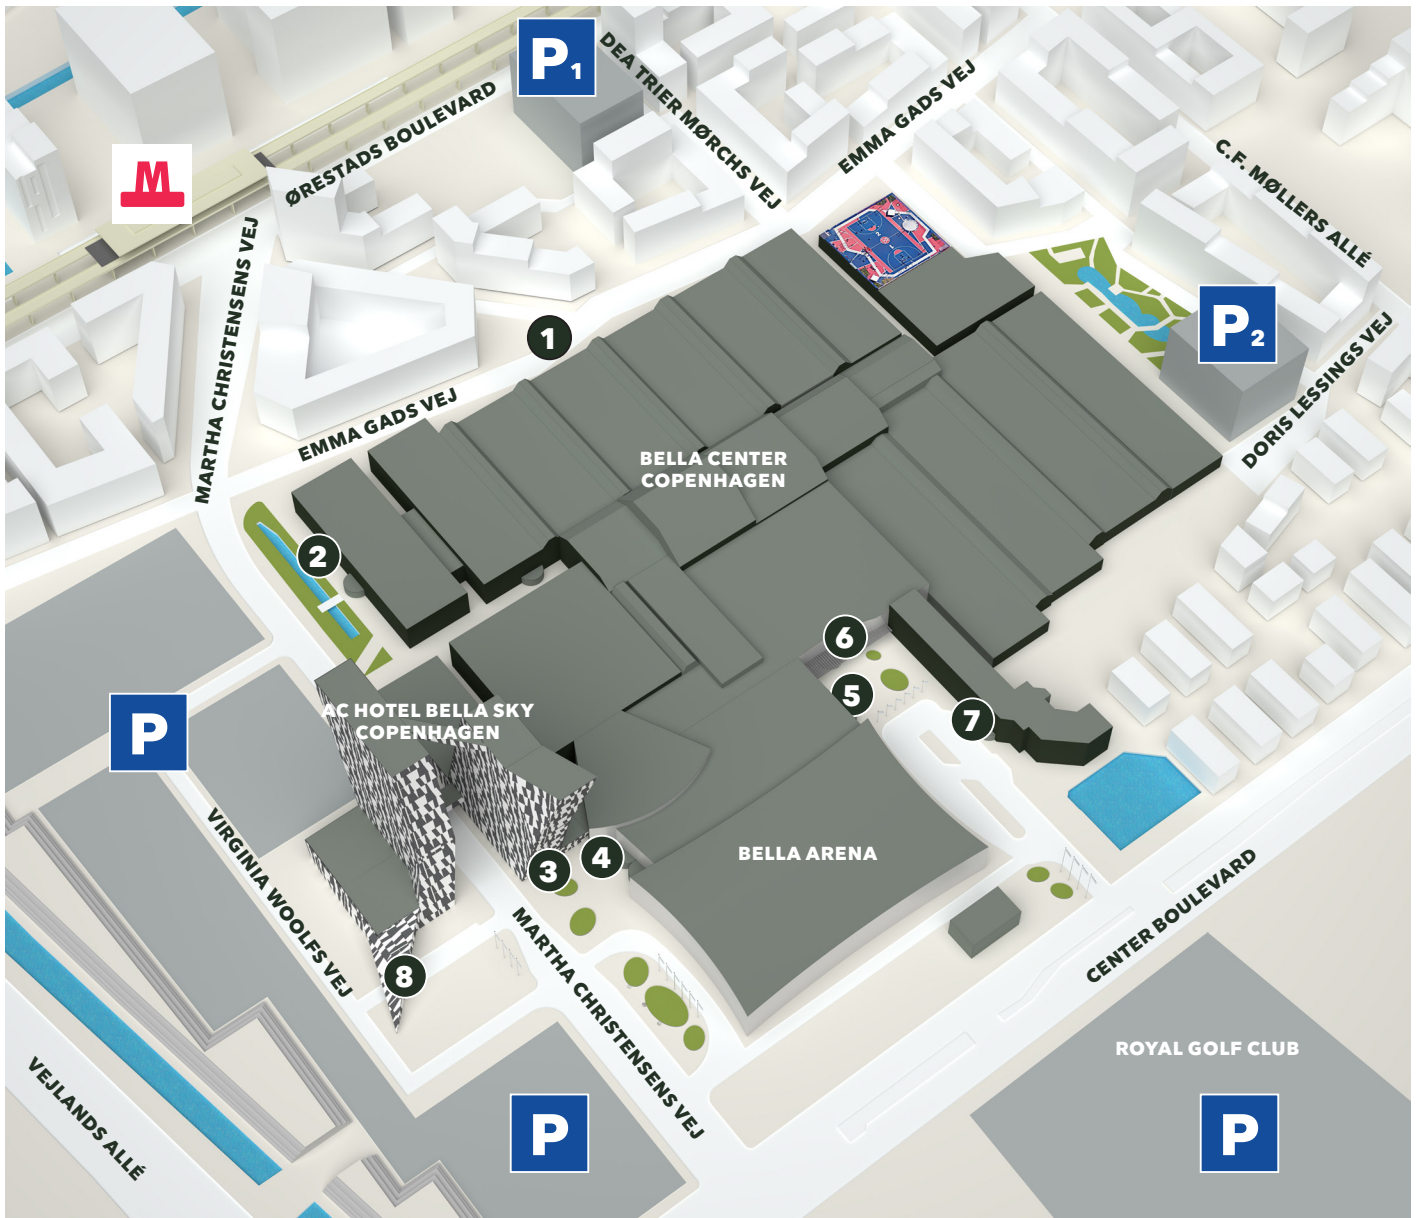 P1
DEA TRIER MØRCHS VEJ
EMMA GADS VEJ
ØRESTADS BOULEVARD
C.F. MØLLERS ALLÉ
M
MARTHA CHRISTENSENS VEJ
1
P2
EMMA GADS VEJ
DORIS LESSINGS VEJ
BELLA CENTER
COPENHAGEN
2
6
5
7
AC HOTEL BELLA SKY
COPENHAGEN
P
VIRGINIA WOOLFS VEJ
3
4
BELLA ARENA
8
MARTHA CHRISTENSENS VEJ
CENTER BOULEVARD
ROYAL GOLF CLUB
VEJLANDS ALLÉ
P
P